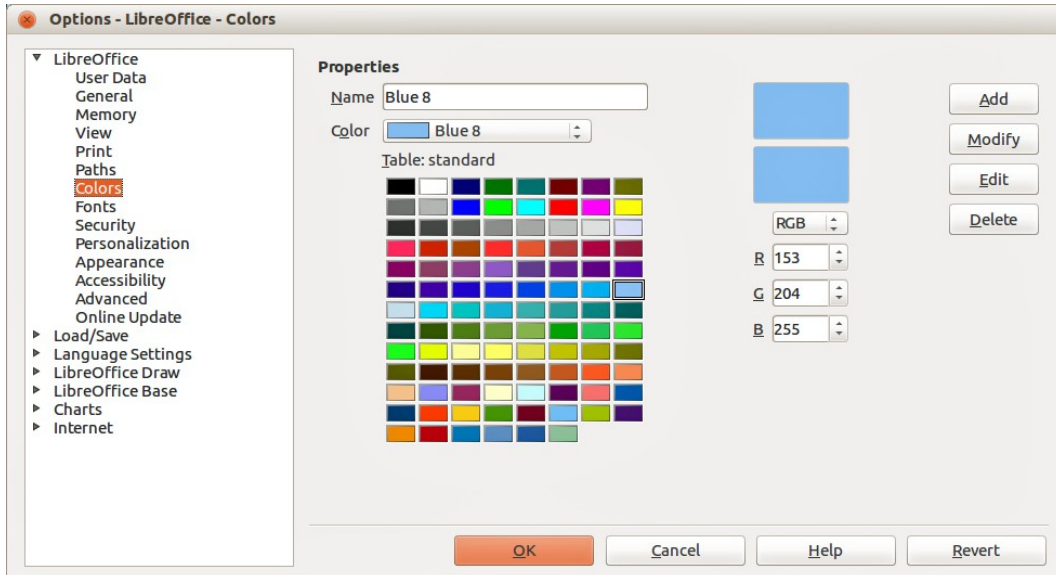 Options - LibreOffice - Colors
LibreOffice
User Data
General
Memory
View
Print
Paths
Colors
Fonts
Security
Personalization
Appearance
Accessibility
Advanced
Online Update
Load/Save
Language Settings
LibreOffice Draw
LibreOffice Base
Charts
Internet
Properties
Name Blue 8
Color Blue 8
Table: standard
RGB
R 153
G 204
B 255
Add
Modify
Edit
Delete
OK Cancel Help Revert